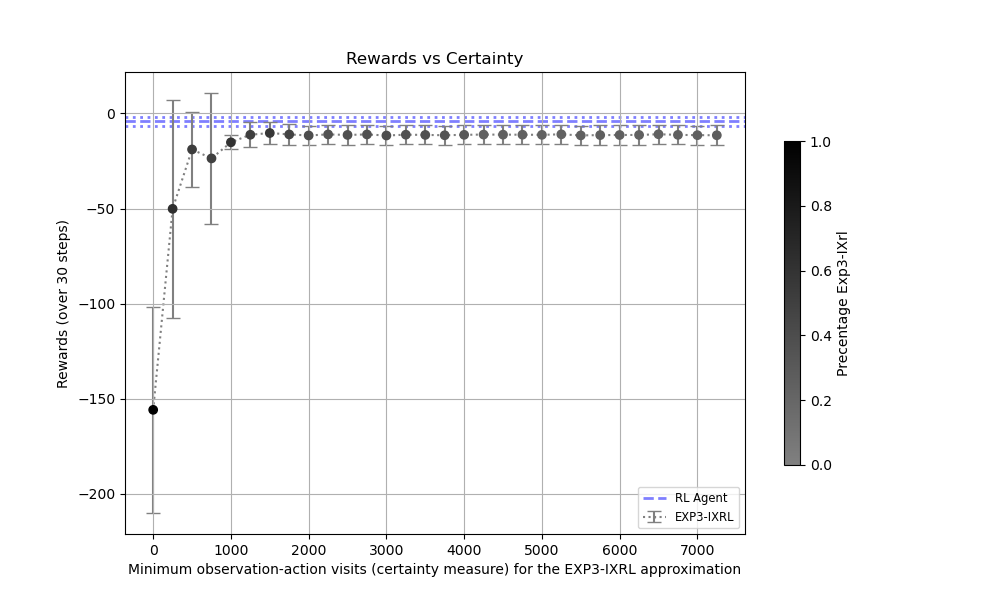 Rewards vs Certainty
Rewards (over 30 steps)
0
−50
−100
−150
−200
0 1000 2000 3000 4000 5000 6000 7000
Minimum observation-action visits (certainty measure) for the EXP3-IXRL approximation
RL Agent
EXP3-IXRL
1.0
0.8
0.6
0.4
0.2
0.0
Precentage Exp3-IXrl